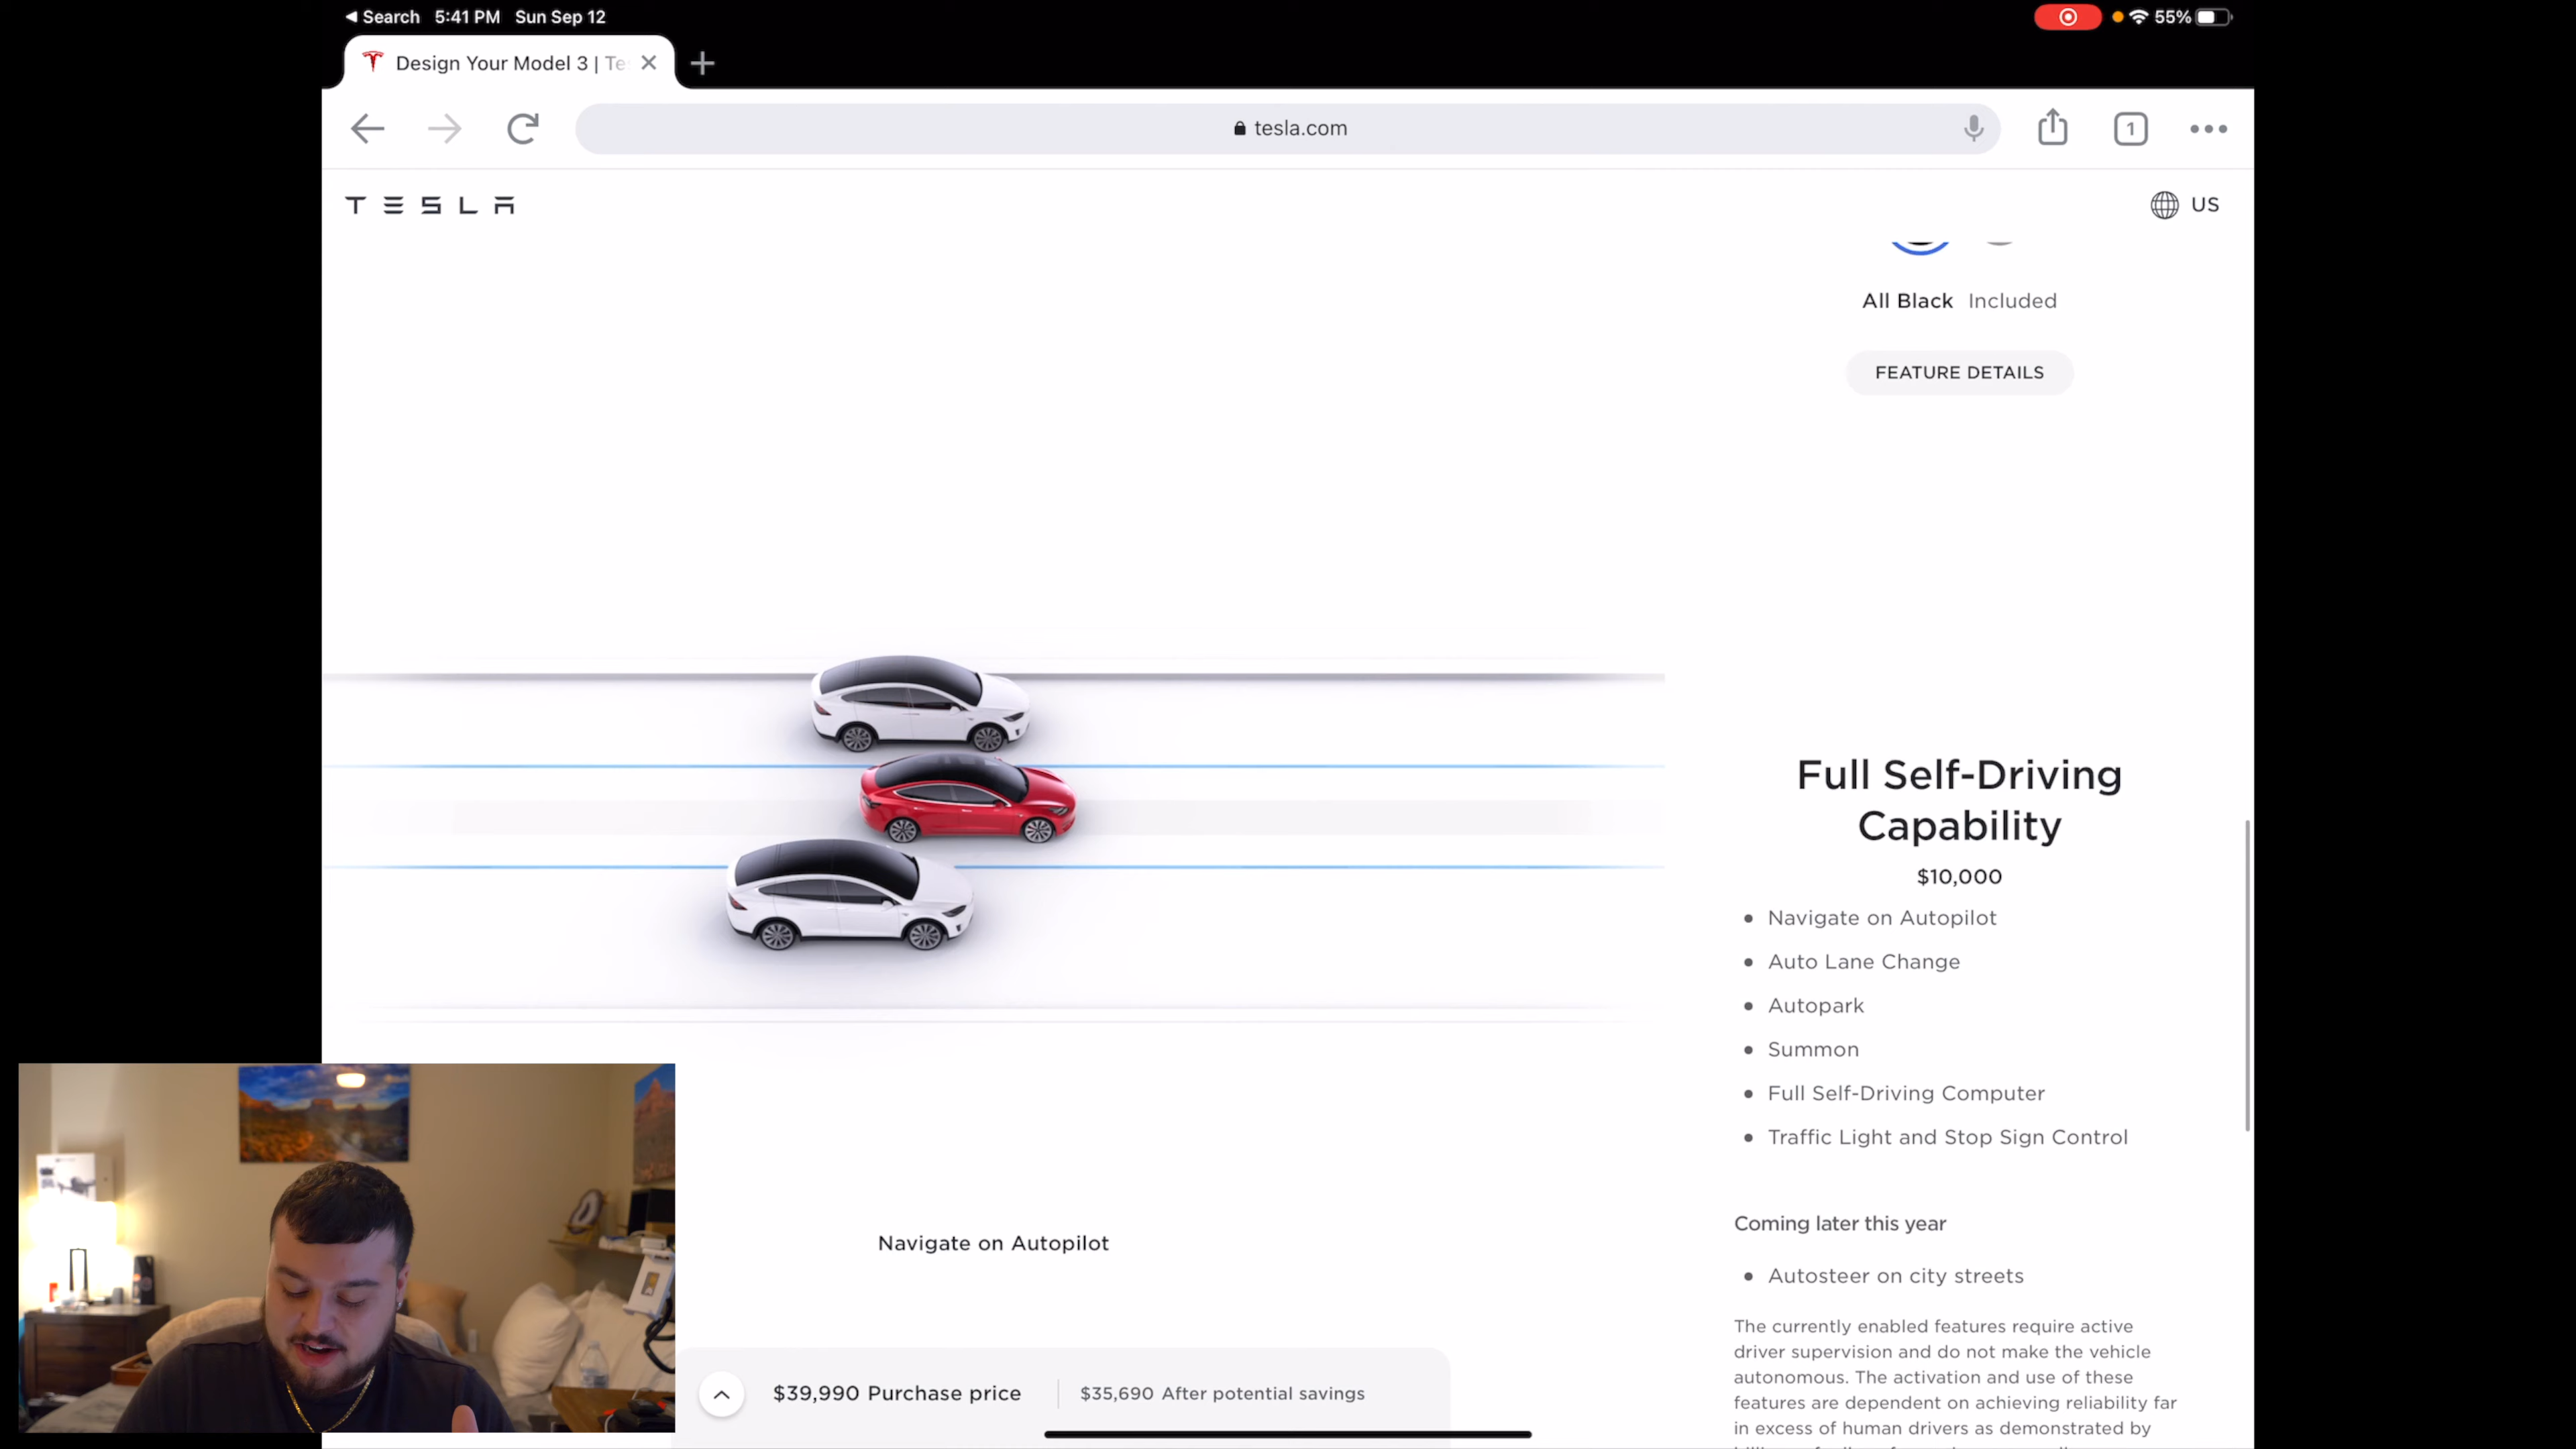 Search 5:41 PM Sun Sep 12
55%
Design Your Model 3 | Te
tesla.com
1
TESLA
US
All Black Included
FEATURE DETAILS
Full Self-Driving
Capability
$10,000
• Navigate on Autopilot
• Auto Lane Change
• Autopark
• Summon
• Full Self-Driving Computer
• Traffic Light and Stop Sign Control
Coming later this year
• Autosteer on city streets
The currently enabled features require active
driver supervision and do not make the vehicle
autonomous. The activation and use of these
features are dependent on achieving reliability far
in excess of human drivers as demonstrated by
Navigate on Autopilot
$39,990 Purchase price
$35,690 After potential savings